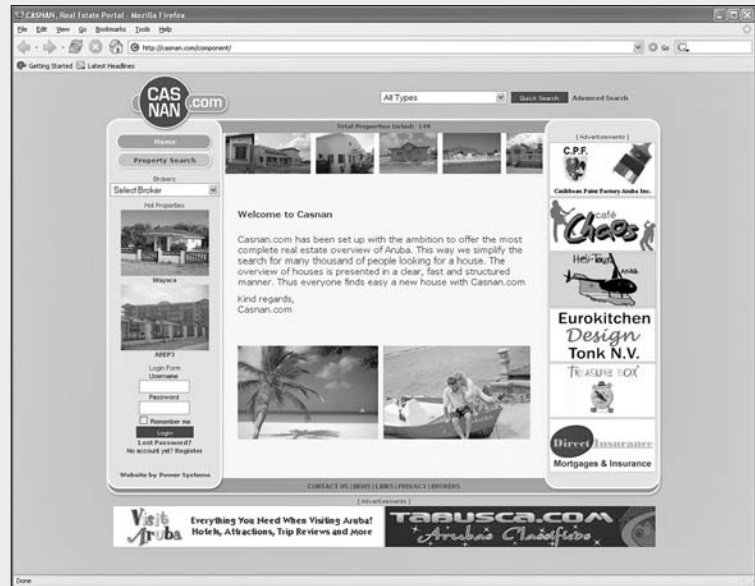 CASNAN, Real Estate Portal - Mozilla Firefox
File Edit View Go Bookmarks Tools Help
http://casnan.com/component/
Go
Getting Started Latest Headlines
CAS
NAN .com
All Types
Quick Search
Advanced Search
Home
Property Search
Brokers
Select Broker
Hot Properties
Wayaca
AREP3
Login Form
Username
Password
Remember me
Login
Lost Password?
No account yet? Register
Website by Power Systems
Total Properties Listed: 149
Welcome to Casnan
Casnan.com has been set up with the ambition to offer the most
complete real estate overview of Aruba. This way we simplify the
search for many thousand of people looking for a house. The
overview of houses is presented in a clear, fast and structured
manner. Thus everyone finds easy a new house with Casnan.com
Kind regards,
Casnan.com
[ Advertisements ]
C.P.F.
Caribbean Paint Factory Aruba Inc.
café
Chaos
Heli-Tours
Aruba
Eurokitchen
Design
Tonk N.V.
TREASURE BOX
Direct Insurance
Mortgages & Insurance
CONTACT US | NEWS | LINKS | PRIVACY | BROKERS
[ Advertisements ]
Visit
Aruba
Everything You Need When Visiting Aruba!
Hotels, Attractions, Trip Reviews and More
TABUSCA.COM
Aruba's Classifieds
Done